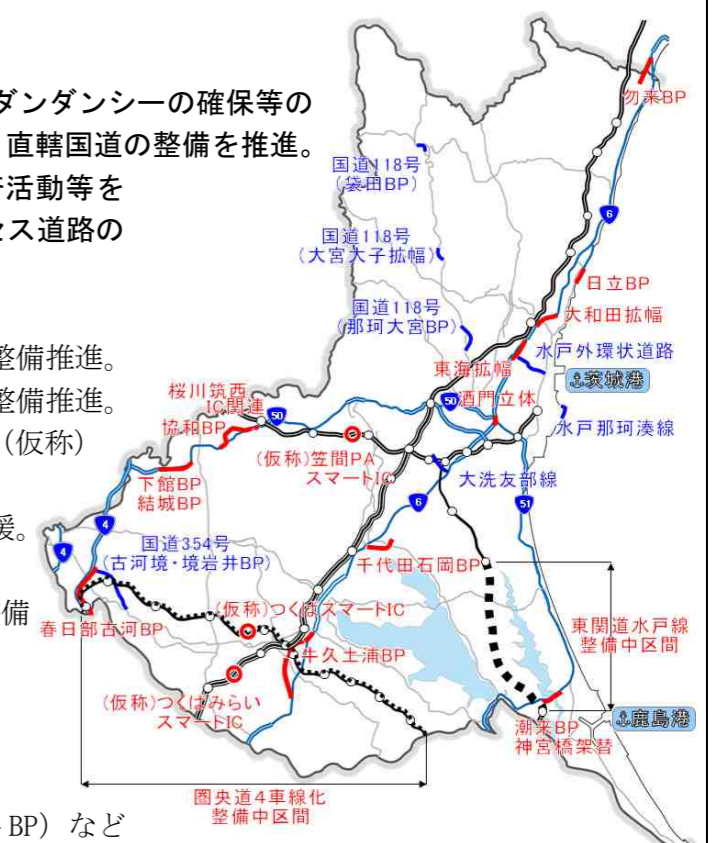 ダンダンシーの確保等の
直轄国道の整備を推進。
活動等を
セス道路の
整備推進。
整備推進。
（仮称）
援。
備
BP）など
勿来BP
国道118号
（袋田BP）
6
国道118号
（大宮大子拡幅）
日立BP
大和田拡幅
国道118号
（那珂大宮BP）
水戸外環状道路
東海拡幅
茨城港
桜川筑西
IC関連
50
50
酒門立体
協和BP
水戸那珂湊線
（仮称）笠間PA
スマートIC
大洗友部線
下館BP
結城BP
6
51
4
4
国道354号
（古河境・境岩井BP）
千代田石岡BP
（仮称）つくばスマートIC
東関道水戸線
整備中区間
春日部古河BP
牛久土浦BP
（仮称）つくばみらい
スマートIC
鹿島港
潮来BP
神宮橋架替
圏央道4車線化
整備中区間